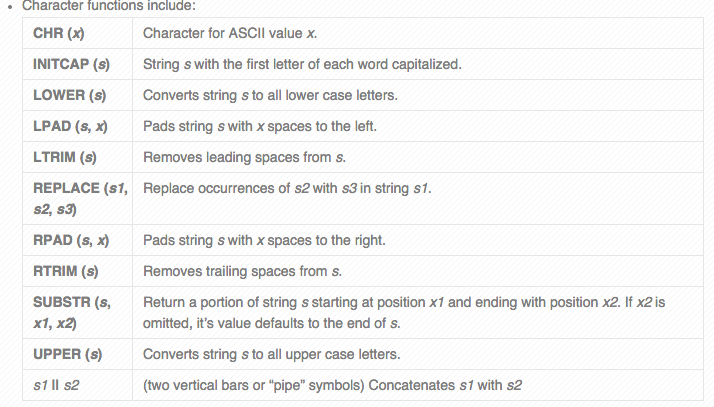 • Character functions include:
CHR (x) Character for ASCII value x.
INITCAP (s) String s with the first letter of each word capitalized.
LOWER (s) Converts string s to all lower case letters.
LPAD (s, x) Pads string s with x spaces to the left.
LTRIM (s) Removes leading spaces from s.
REPLACE (s1, Replace occurrences of s2 with s3 in string s1.
s2, s3)
RPAD (s, x) Pads string s with x spaces to the right.
RTRIM (s) Removes trailing spaces from s.
SUBSTR (s, Return a portion of string s starting at position x1 and ending with position x2. If x2 is
x1, x2) omitted, it's value defaults to the end of s.
UPPER (s) Converts string s to all upper case letters.
s1 || s2 (two vertical bars or “pipe” symbols) Concatenates s1 with s2